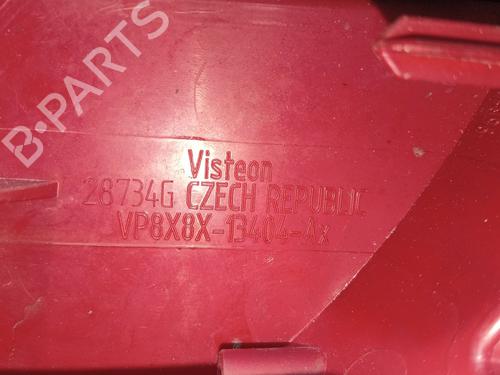 B-PARTS
Visteon
28734G CZECH REPUBLIC
VP8X8X-13404-Ax